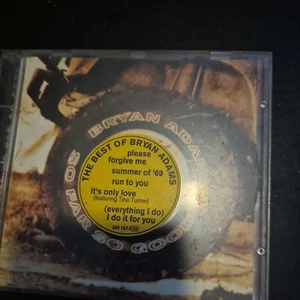 BRYAN ADAMS
SO FAR SO GOOD
THE BEST OF BRYAN ADAMS
please
forgive me
summer of '69
run to you
it's only love
(featuring Tina Turner)
(everything I do)
I do it for you